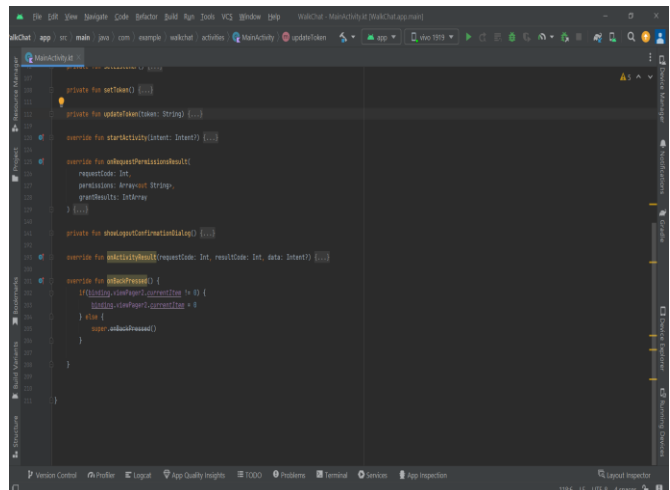 File Edit View Navigate Code Refactor Build Run Tools VCS Window Help WalkChat - MainActivity.kt [WalkChat.app.main]
WalkChat app src main java com example walkchat activities MainActivity updateToken app vivo 1919
MainActivity.kt
private fun setToken() {...}
private fun updateToken(token: String) {...}
override fun startActivity(intent: Intent?) {...}
override fun onRequestPermissionsResult(
requestCode: Int,
permissions: Array<out String>,
grantResults: IntArray
) {...}
private fun showLogoutConfirmationDialog() {...}
override fun onActivityResult(requestCode: Int, resultCode: Int, data: Intent?) {...}
override fun onBackPressed() {
if(binding.viewPager2.currentItem != 0) {
binding.viewPager2.currentItem = 0
} else {
super.onBackPressed()
}
}
}
Resource Manager
Project
Bookmarks
Build Variants
Structure
Device Manager
Notifications
Gradle
Device Explorer
Running Devices
Version Control Profiler Logcat App Quality Insights TODO Problems Terminal Services App Inspection Layout Inspector